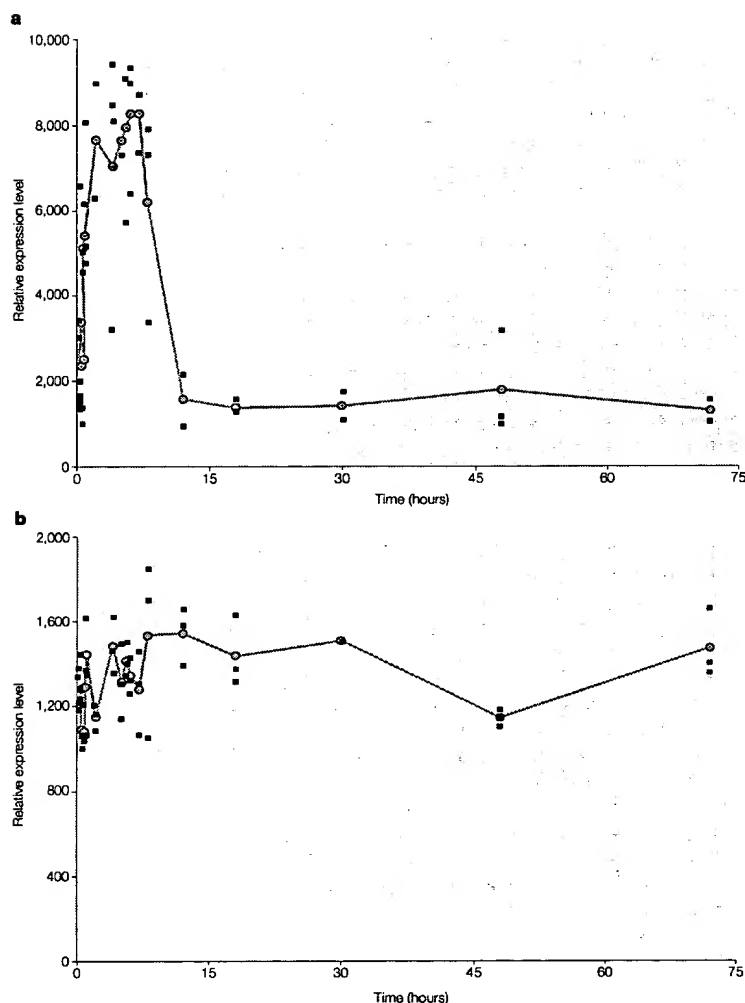 a
10,000
8,000
6,000
4,000
2,000
0
Relative expression level
0 15 30 45 60 75
Time (hours)
b
2,000
1,600
1,200
800
400
0
Relative expression level
0 15 30 45 60 75
Time (hours)